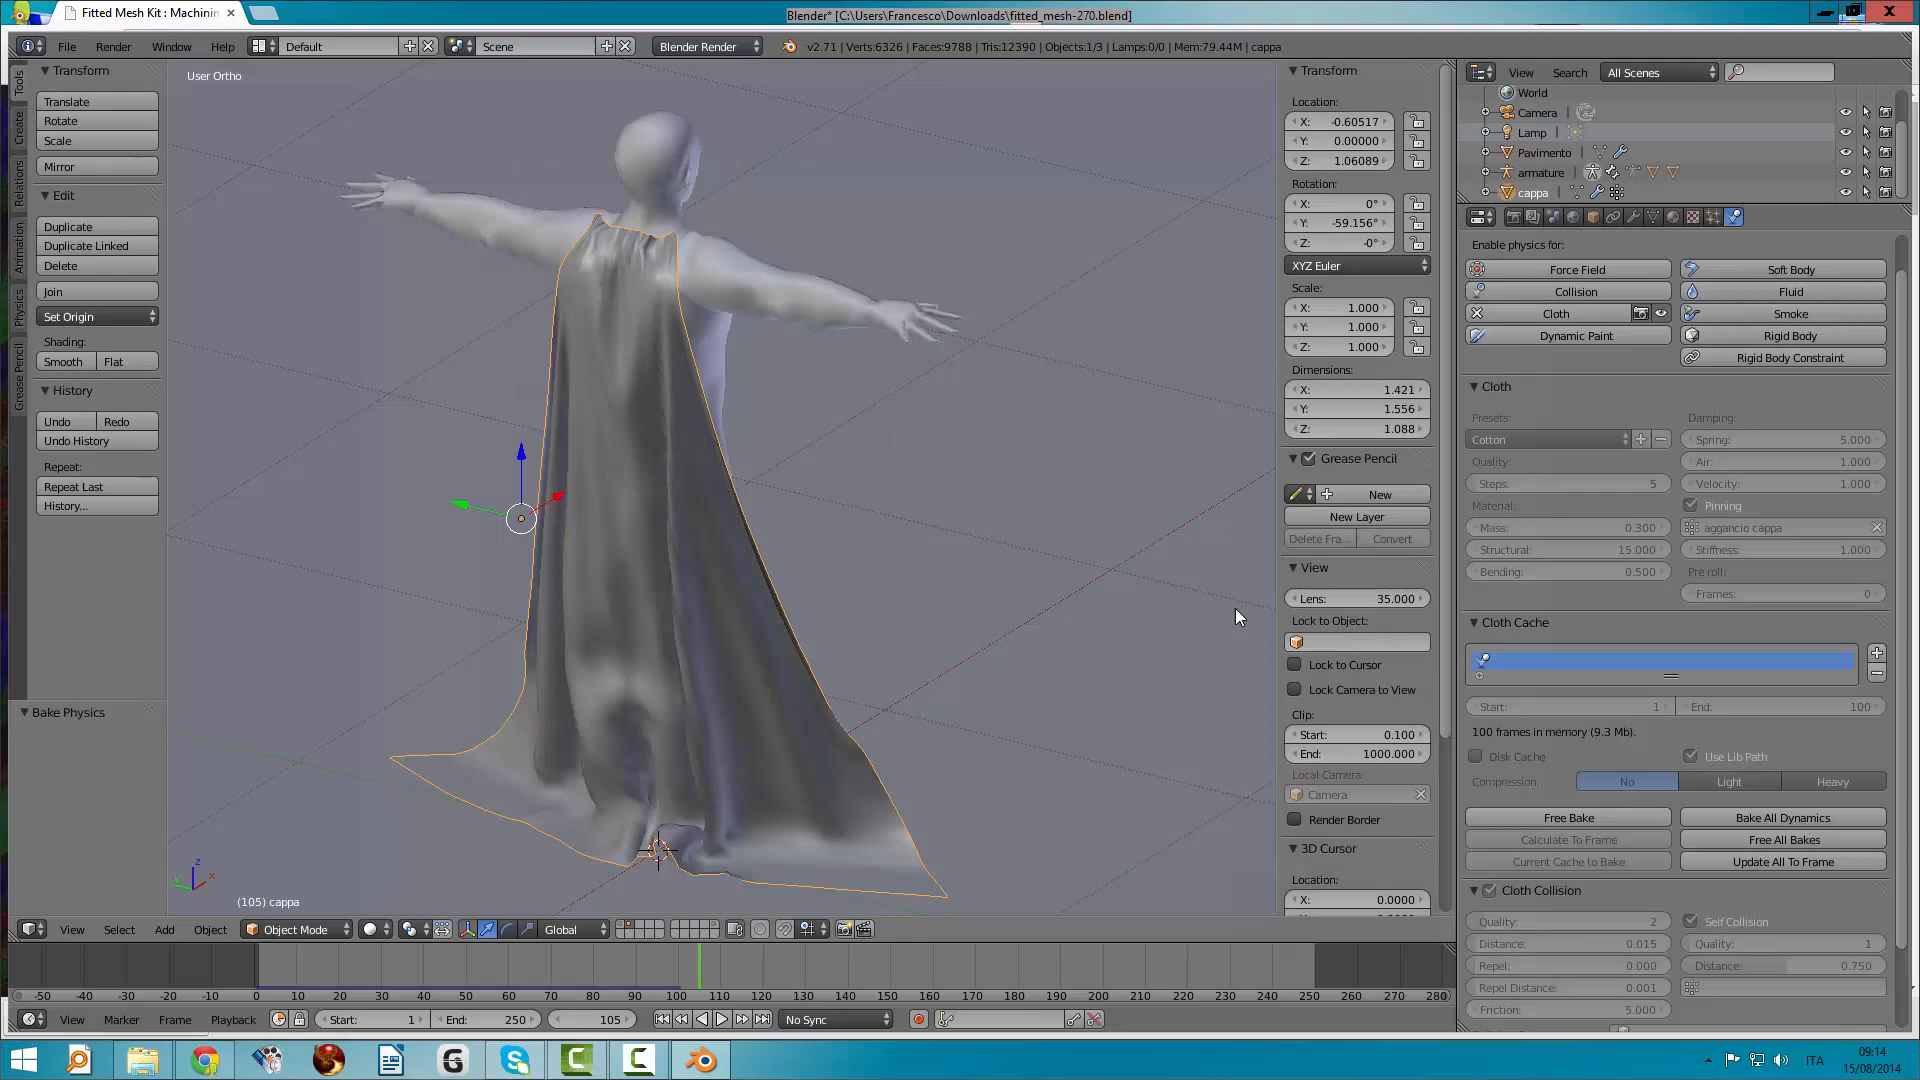 Fitted Mesh Kit : Machinin ×
Blender* [C:\Users\Francesco\Downloads\fitted_mesh-270.blend]
File Render Window Help Default Scene Blender Render v2.71 | Verts:6326 | Faces:9788 | Tris:12390 | Objects:1/3 | Lamps:0/0 | Mem:79.44M | cappa
Tools
Create
Relations
Animation
Physics
Grease Pencil
Transform
Translate
Rotate
Scale
Mirror
Edit
Duplicate
Duplicate Linked
Delete
Join
Set Origin
Shading:
Smooth Flat
History
Undo Redo
Undo History
Repeat:
Repeat Last
History...
Bake Physics
User Ortho
z
x
(105) cappa
Transform
Location:
X: -0.60517
Y: 0.00000
Z: 1.06089
Rotation:
X: 0°
Y: -59.156°
Z: -0°
XYZ Euler
Scale:
X: 1.000
Y: 1.000
Z: 1.000
Dimensions:
X: 1.421
Y: 1.556
Z: 1.088
Grease Pencil
New
New Layer
Delete Fra... Convert
View
Lens: 35.000
Lock to Object:
Lock to Cursor
Lock Camera to View
Clip:
Start: 0.100
End: 1000.000
Local Camera:
Camera
Render Border
3D Cursor
Location:
X: 0.0000
View Search All Scenes
World
Camera
Lamp
Pavimento
armature
cappa
Enable physics for:
Force Field Soft Body
Collision Fluid
Cloth Smoke
Dynamic Paint Rigid Body
Rigid Body Constraint
Cloth
Presets: Damping:
Cotton Spring: 5.000
Quality: Air: 1.000
Steps: 5 Velocity: 1.000
Material: Pinning
Mass: 0.300 aggancio cappa
Structural: 15.000 Stiffness: 1.000
Bending: 0.500 Pre roll:
Frames: 0
Cloth Cache
Start: 1 End: 100
100 frames in memory (9.3 Mb).
Disk Cache Use Lib Path
Compression: No Light Heavy
Free Bake Bake All Dynamics
Calculate To Frame Free All Bakes
Current Cache to Bake Update All To Frame
Cloth Collision
Quality: 2 Self Collision
Distance: 0.015 Quality: 1
Repel: 0.000 Distance: 0.750
Repel Distance: 0.001
Friction: 5.000
View Select Add Object Object Mode Global
-50 -40 -30 -20 -10 0 10 20 30 40 50 60 70 80 90 100 110 120 130 140 150 160 170 180 190 200 210 220 230 240 250 260 270 280
View Marker Frame Playback Start: 1 End: 250 105 No Sync
ITA
09:14
15/08/2014